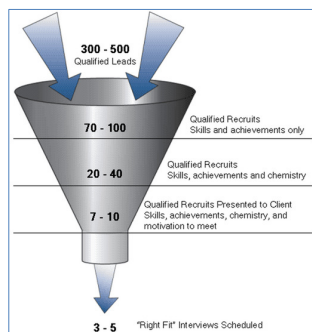 300 - 500
Qualified Leads
70 - 100
Qualified Recruits
Skills and achievements only
20 - 40
Qualified Recruits
Skills, achievements and chemistry
7 - 10
Qualified Recruits Presented to Client
Skills, achievements, chemistry, and
motivation to meet
3 - 5
"Right Fit" Interviews Scheduled